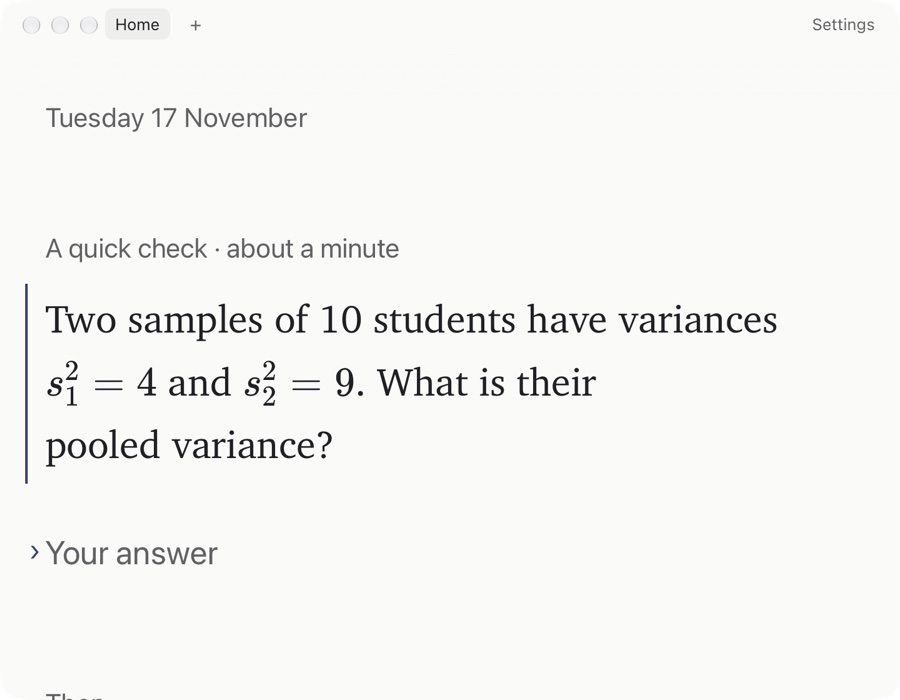 Home + Settings
Tuesday 17 November
A quick check · about a minute
Two samples of 10 students have variances
s₁² = 4 and s₂² = 9. What is their
pooled variance?
› Your answer